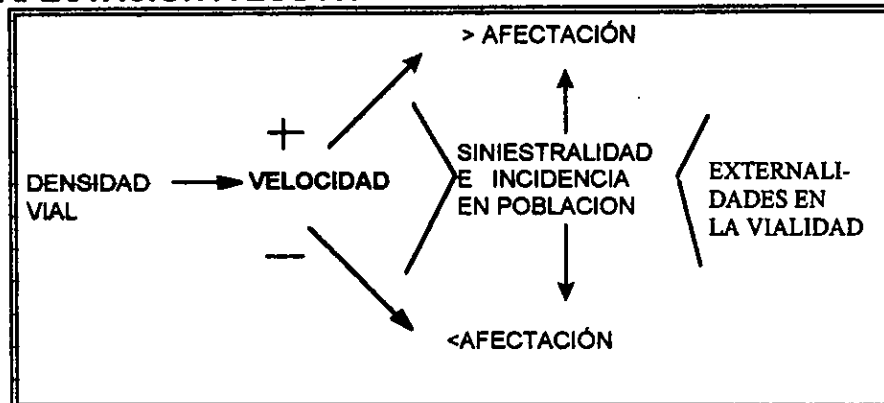 > AFECTACIÓN
+
DENSIDAD
VIAL
VELOCIDAD
—
SINIESTRALIDAD
E INCIDENCIA
EN POBLACION
EXTERNALI-
DADES EN
LA VIALIDAD
<AFECTACIÓN